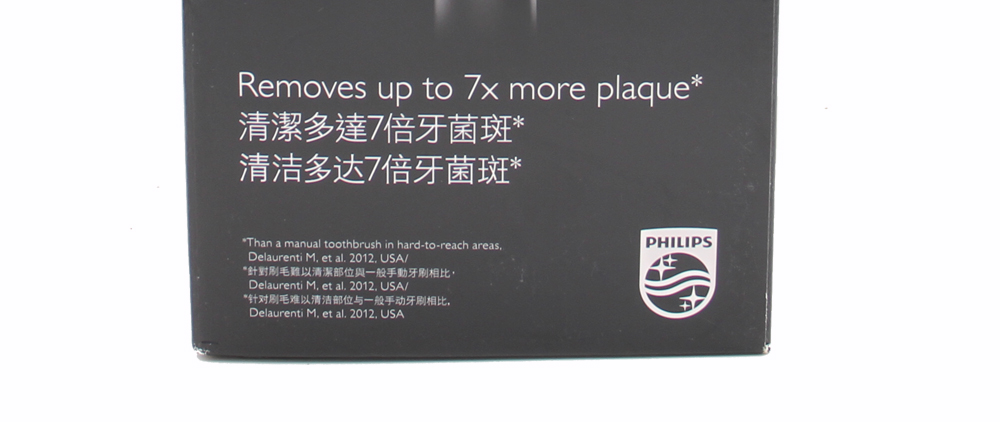 Removes up to 7x more plaque*
清潔多達7倍牙菌斑*
清洁多达7倍牙菌斑*
*Than a manual toothbrush in hard-to-reach areas,
Delaurenti M, et al. 2012, USA/
*針對刷毛難以清潔部位與一般手動牙刷相比，
Delaurenti M, et al. 2012, USA/
*针对刷毛难以清洁部位与一般手动牙刷相比，
Delaurenti M, et al. 2012, USA
PHILIPS